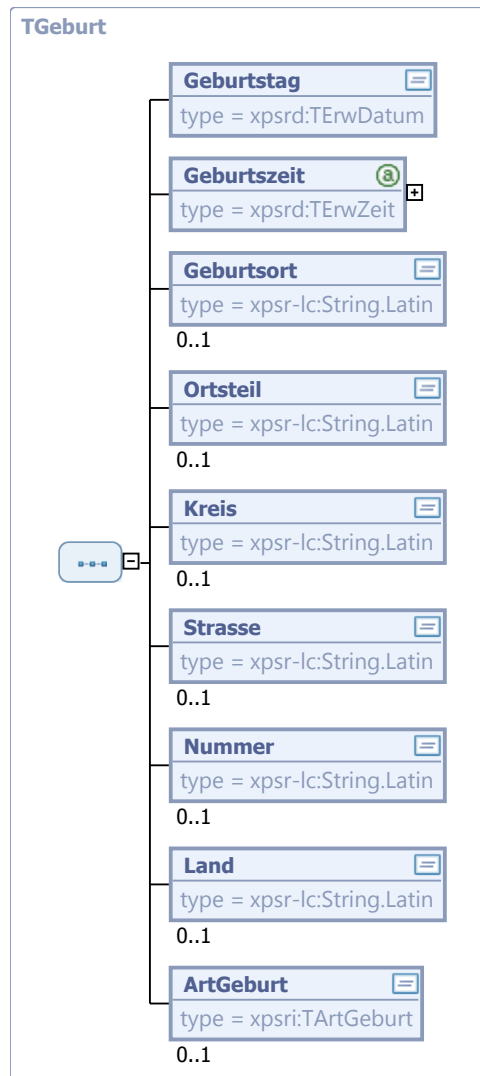 TGeburt
Geburtstag
type = xpsrd:TErwDatum
Geburtszeit
type = xpsrd:TErwZeit
Geburtsort
type = xpsr-lc:String.Latin
0..1
Ortsteil
type = xpsr-lc:String.Latin
0..1
Kreis
type = xpsr-lc:String.Latin
0..1
Strasse
type = xpsr-lc:String.Latin
0..1
Nummer
type = xpsr-lc:String.Latin
0..1
Land
type = xpsr-lc:String.Latin
0..1
ArtGeburt
type = xpsri:TArtGeburt
0..1